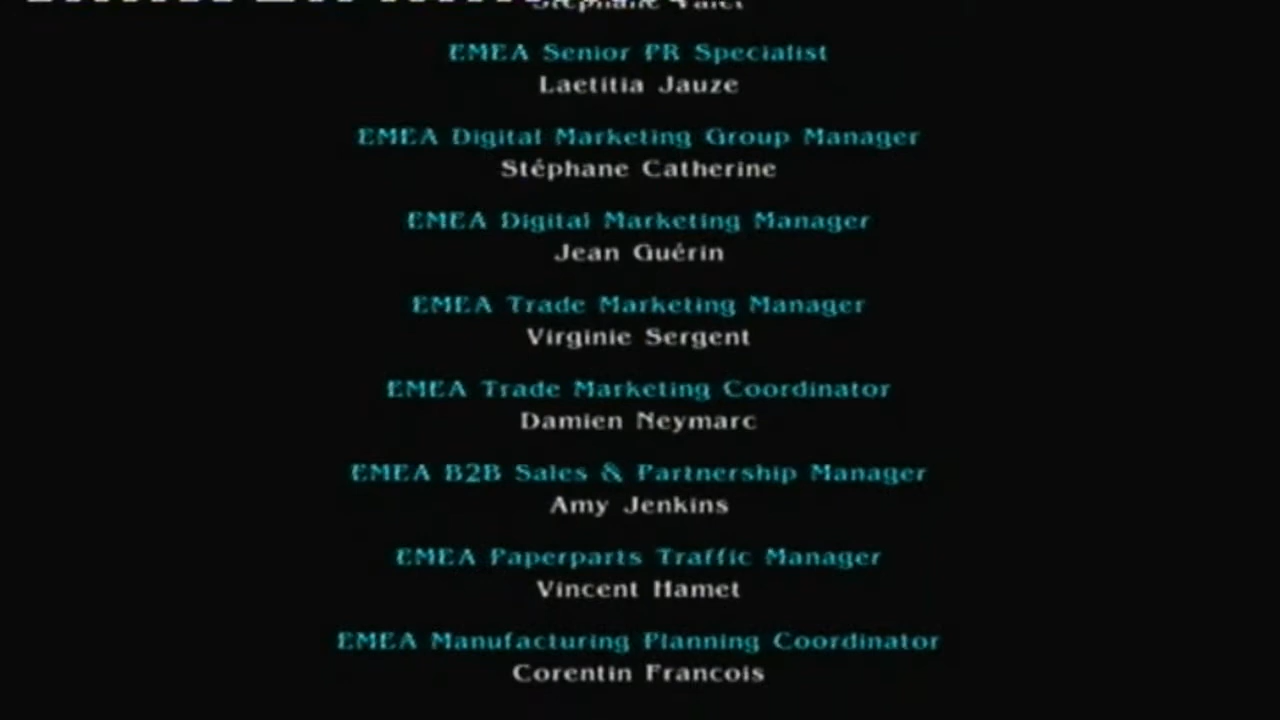 EMEA Senior PR Specialist
Laetitia Jauze
EMEA Digital Marketing Group Manager
Stéphane Catherine
EMEA Digital Marketing Manager
Jean Guérin
EMEA Trade Marketing Manager
Virginie Sergent
EMEA Trade Marketing Coordinator
Damien Neymarc
EMEA B2B Sales & Partnership Manager
Amy Jenkins
EMEA Paperparts Traffic Manager
Vincent Hamet
EMEA Manufacturing Planning Coordinator
Corentin Francois